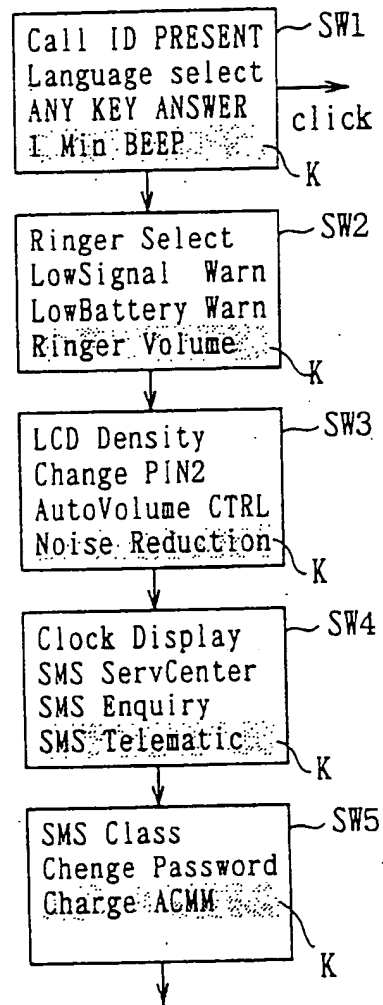 Call ID PRESENT
SW1
Language select
ANY KEY ANSWER
click
1 Min BEEP
K
Ringer Select
SW2
LowSignal Warn
LowBattery Warn
Ringer Volume
K
LCD Density
SW3
Change PIN2
AutoVolume CTRL
Noise Reduction
K
Clock Display
SW4
SMS ServCenter
SMS Enquiry
SMS Telematic
K
SMS Class
SW5
Chenge Password
Charge ACMM
K